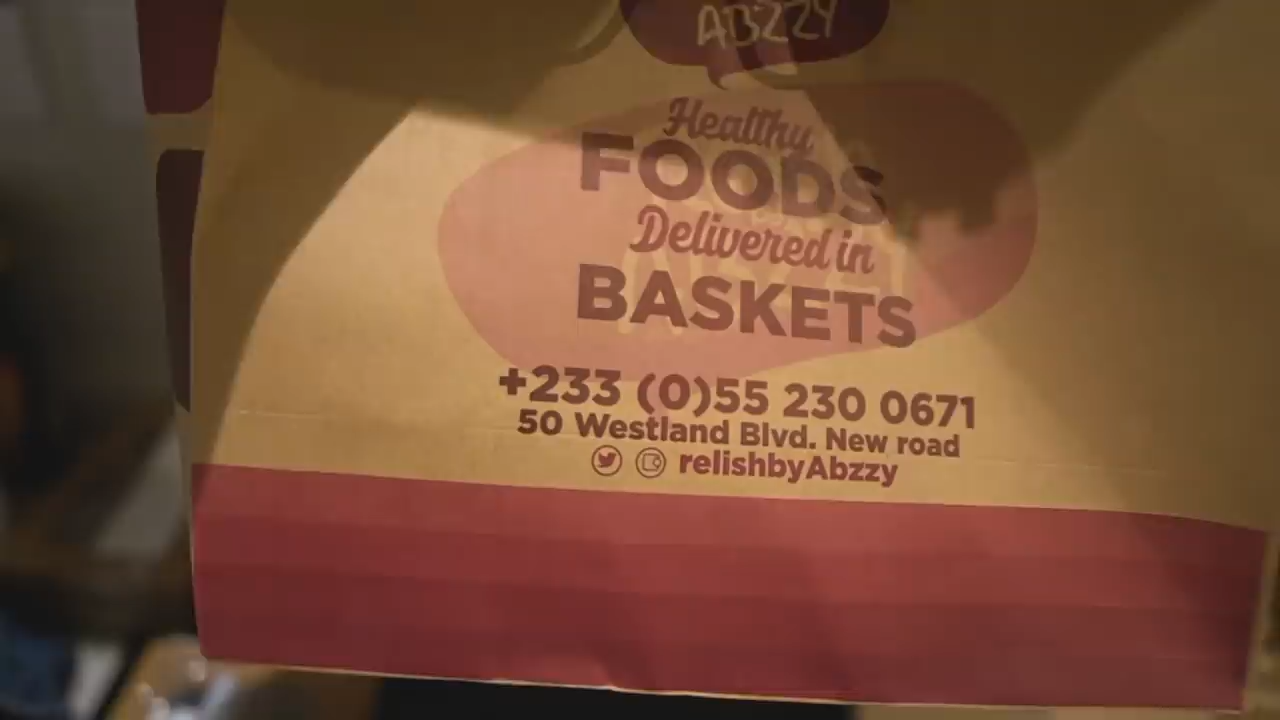 ABZZY
Healthy
FOODS
Delivered in
BASKETS
+233 (0)55 230 0671
50 Westland Blvd. New road
relishbyAbzzy